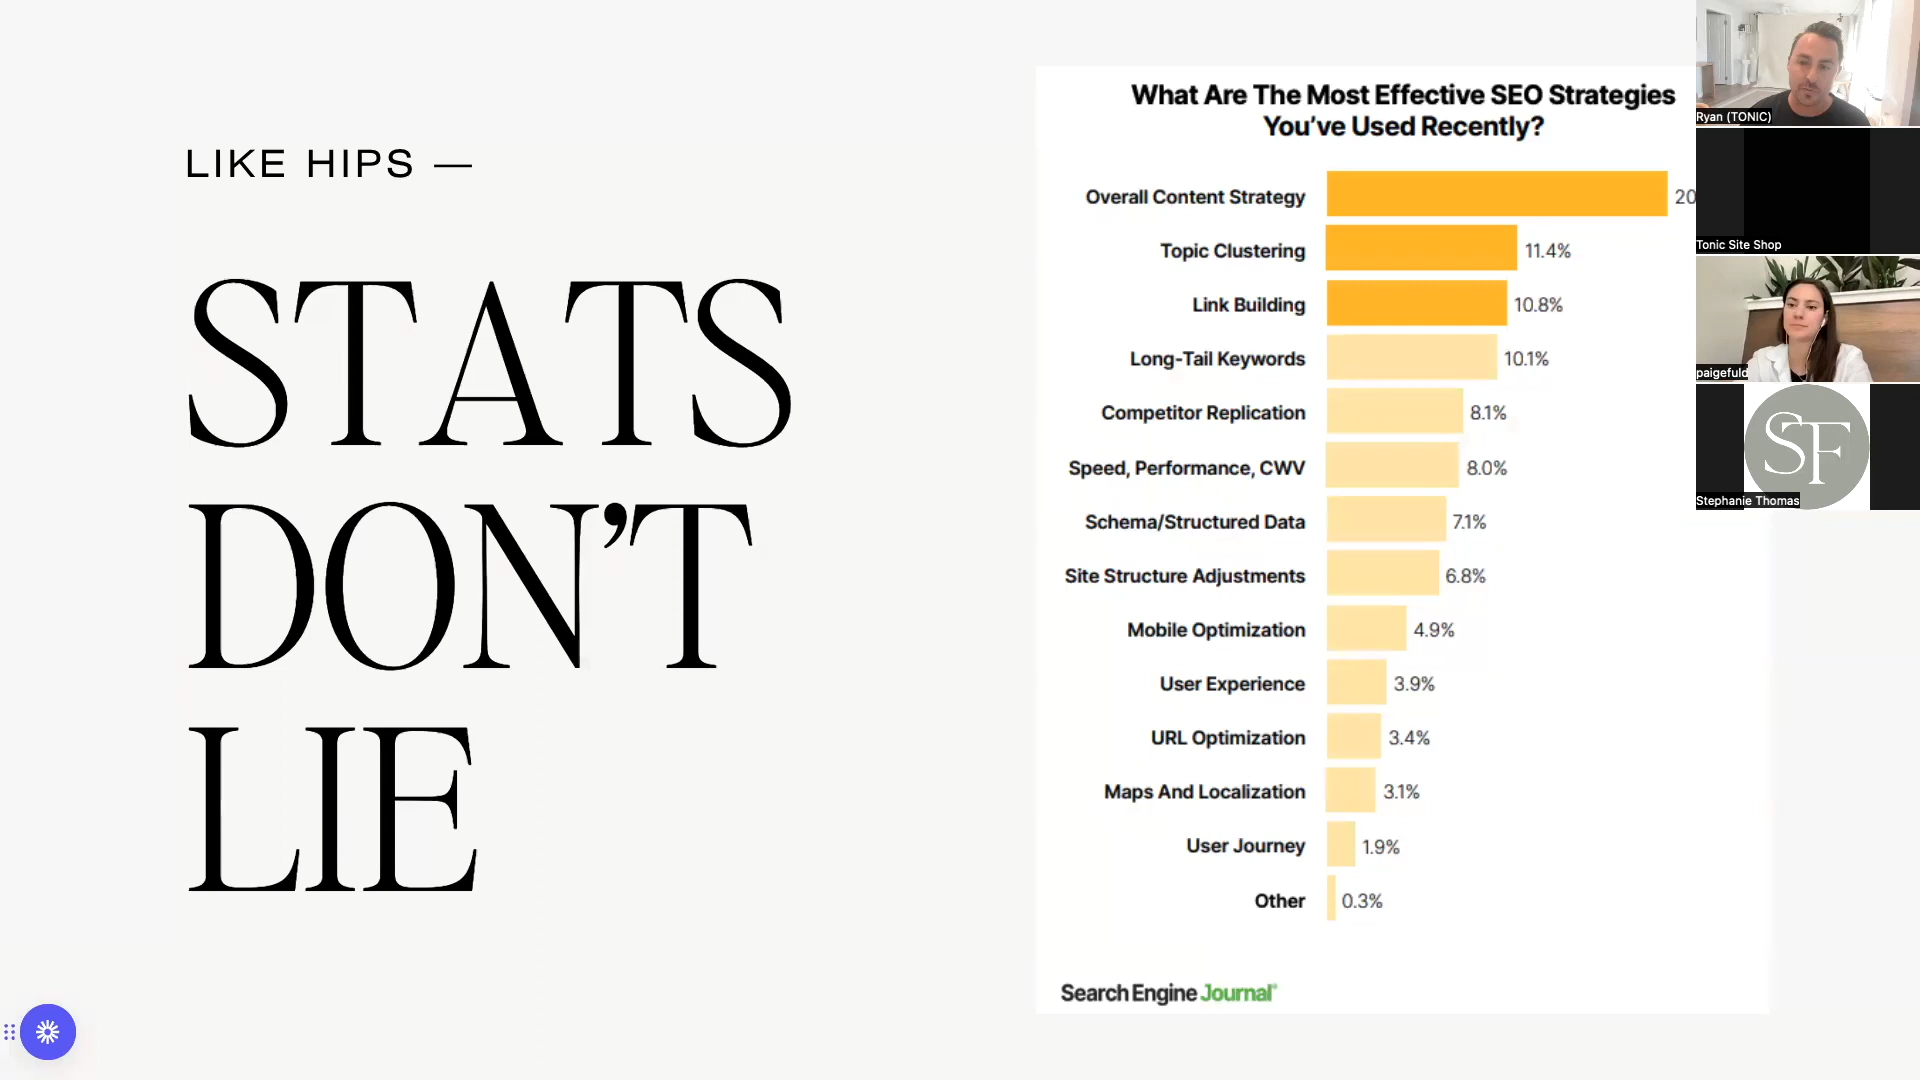 LIKE HIPS —
STATS
DON’T
LIE
What Are The Most Effective SEO Strategies
You’ve Used Recently?
Overall Content Strategy 20
Topic Clustering 11.4%
Link Building 10.8%
Long-Tail Keywords 10.1%
Competitor Replication 8.1%
Speed, Performance, CWV 8.0%
Schema/Structured Data 7.1%
Site Structure Adjustments 6.8%
Mobile Optimization 4.9%
User Experience 3.9%
URL Optimization 3.4%
Maps And Localization 3.1%
User Journey 1.9%
Other 0.3%
Search Engine Journal
Ryan (TONIC)
Tonic Site Shop
paigefuld
SF
Stephanie Thomas